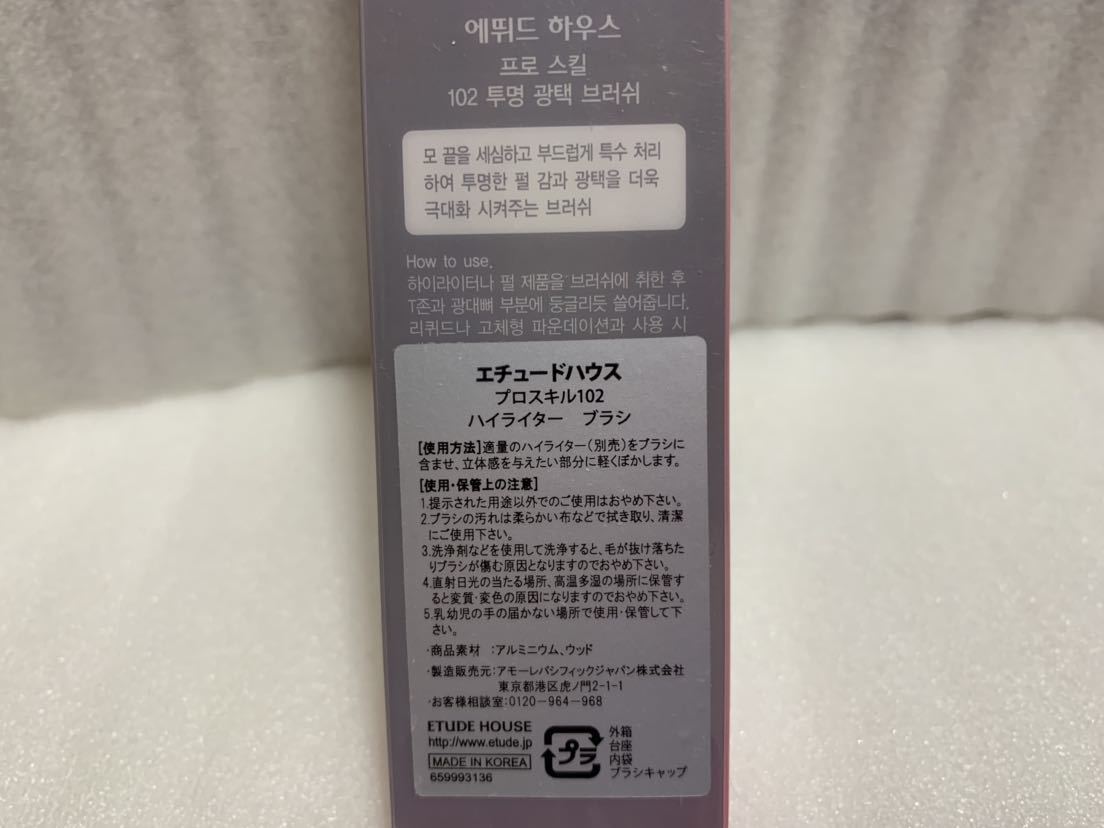 에뛰드 하우스
프로 스킬
102 투명 광택 브러쉬
모 끝을 세심하고 부드럽게 특수 처리
하여 투명한 펄 감과 광택을 더욱
극대화 시켜주는 브러쉬
How to use.
하이라이터나 펄 제품을 브러쉬에 취한 후
T존과 광대뼈 부분에 둥글리듯 쓸어줍니다.
리퀴드나 고체형 파운데이션과 사용 시
エチュードハウス
プロスキル102
ハイライター ブラシ
[使用方法]適量のハイライター(別売)をブラシに
含ませ、立体感を与えたい部分に軽くぼかします。
[使用・保管上の注意]
1.提示された用途以外でのご使用はおやめ下さい。
2.ブラシの汚れは柔らかい布などで拭き取り、清潔
にご使用下さい。
3.洗浄剤などを使用して洗浄すると、毛が抜け落ちた
りブラシが傷む原因となりますのでおやめ下さい。
4.直射日光の当たる場所、高温多湿の場所に保管す
ると変質・変色の原因になりますのでおやめ下さい。
5.乳幼児の手の届かない場所で使用・保管して下
さい。
・商品素材 :アルミニウム、ウッド
・製造販売元:アモーレパシフィックジャパン株式会社
東京都港区虎ノ門2-1-1
・お客様相談室:0120-964-968
ETUDE HOUSE
http://www.etude.jp
MADE IN KOREA
659993136
プラ
外箱
台座
内袋
ブラシキャップ